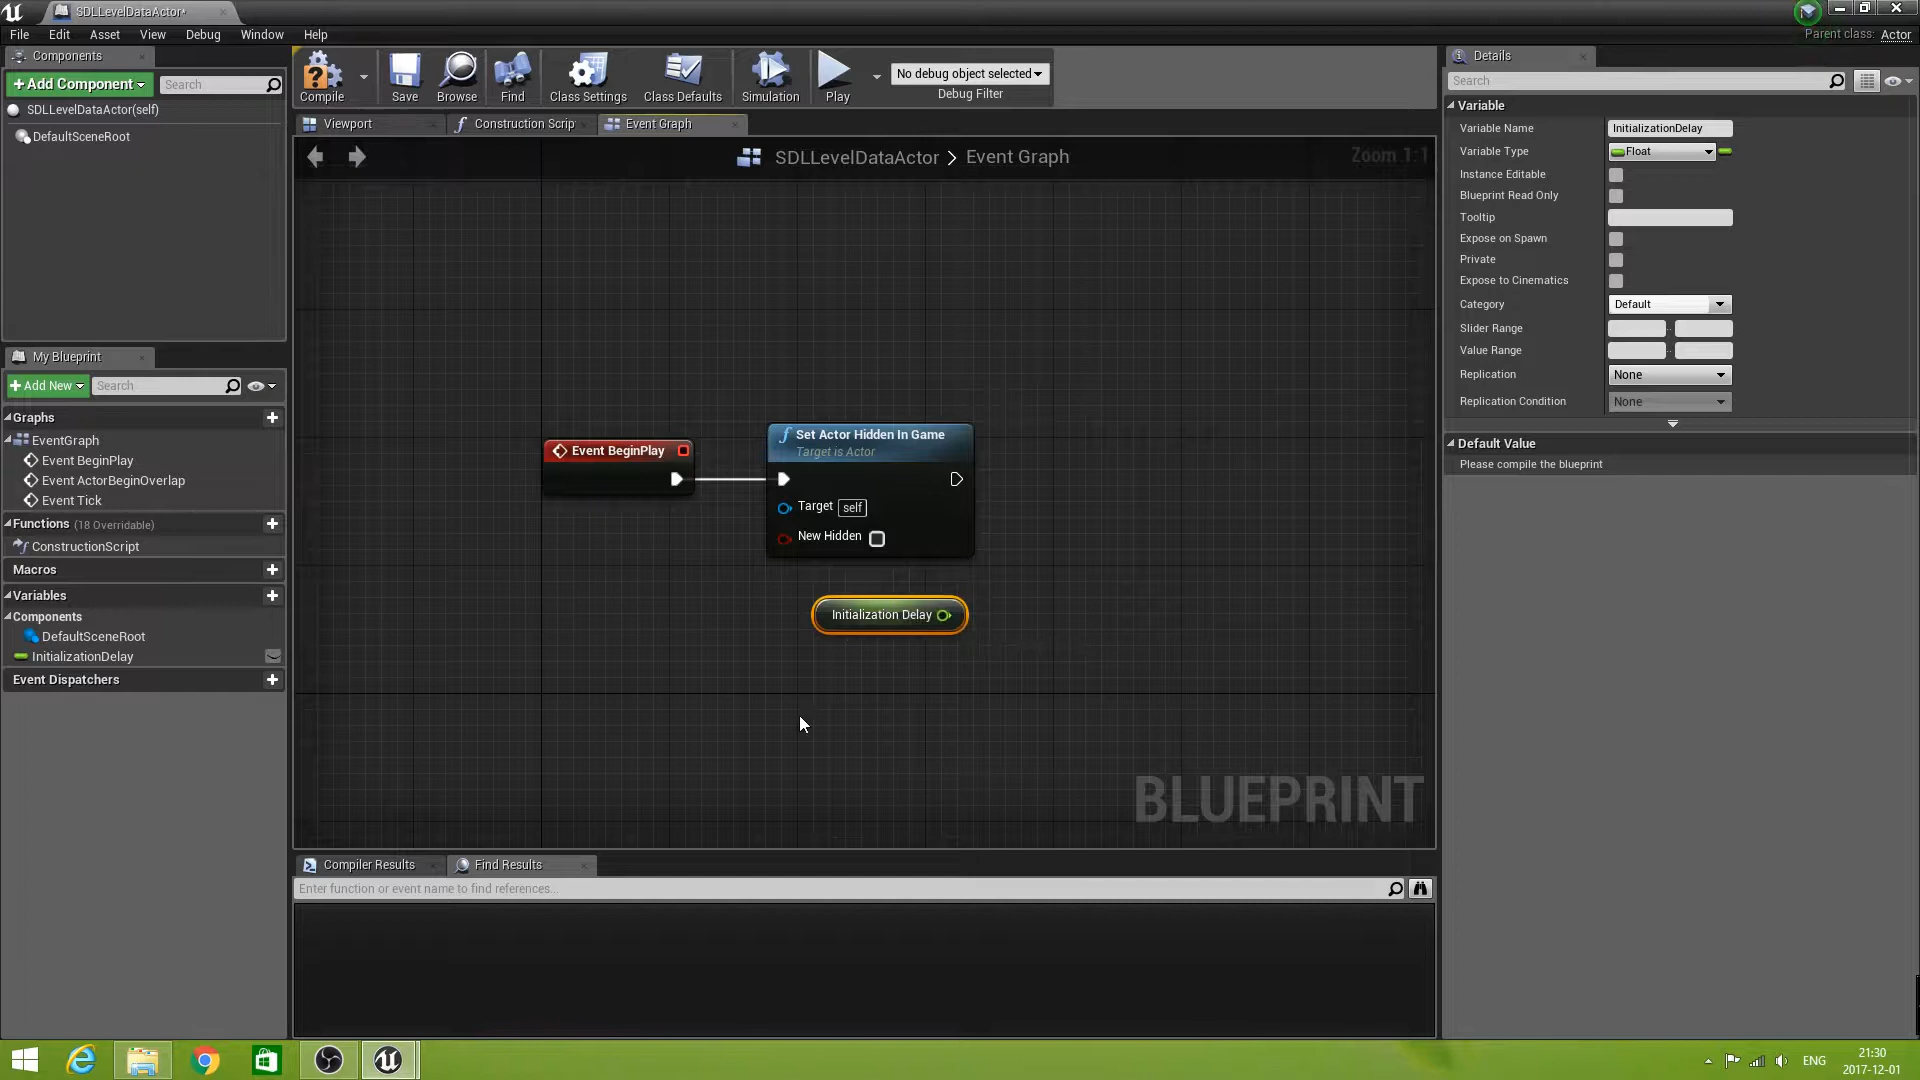 SDLLevelDataActor*
Parent class: Actor
File Edit Asset View Debug Window Help
Components
+ Add Component
Search
SDLLevelDataActor(self)
DefaultSceneRoot
My Blueprint
+ Add New
Search
Graphs
EventGraph
Event BeginPlay
Event ActorBeginOverlap
Event Tick
Functions (18 Overridable)
ConstructionScript
Macros
Variables
Components
DefaultSceneRoot
InitializationDelay
Event Dispatchers
Compile Save Browse Find Class Settings Class Defaults Simulation Play
No debug object selected
Debug Filter
Viewport Construction Scrip Event Graph
SDLLevelDataActor > Event Graph
Zoom 1:1
Event BeginPlay
Set Actor Hidden In Game
Target is Actor
Target self
New Hidden
Initialization Delay
BLUEPRINT
Compiler Results Find Results
Enter function or event name to find references...
Details
Search
Variable
Variable Name InitializationDelay
Variable Type Float
Instance Editable
Blueprint Read Only
Tooltip
Expose on Spawn
Private
Expose to Cinematics
Category Default
Slider Range
Value Range
Replication None
Replication Condition None
Default Value
Please compile the blueprint
ENG
21:30
2017-12-01